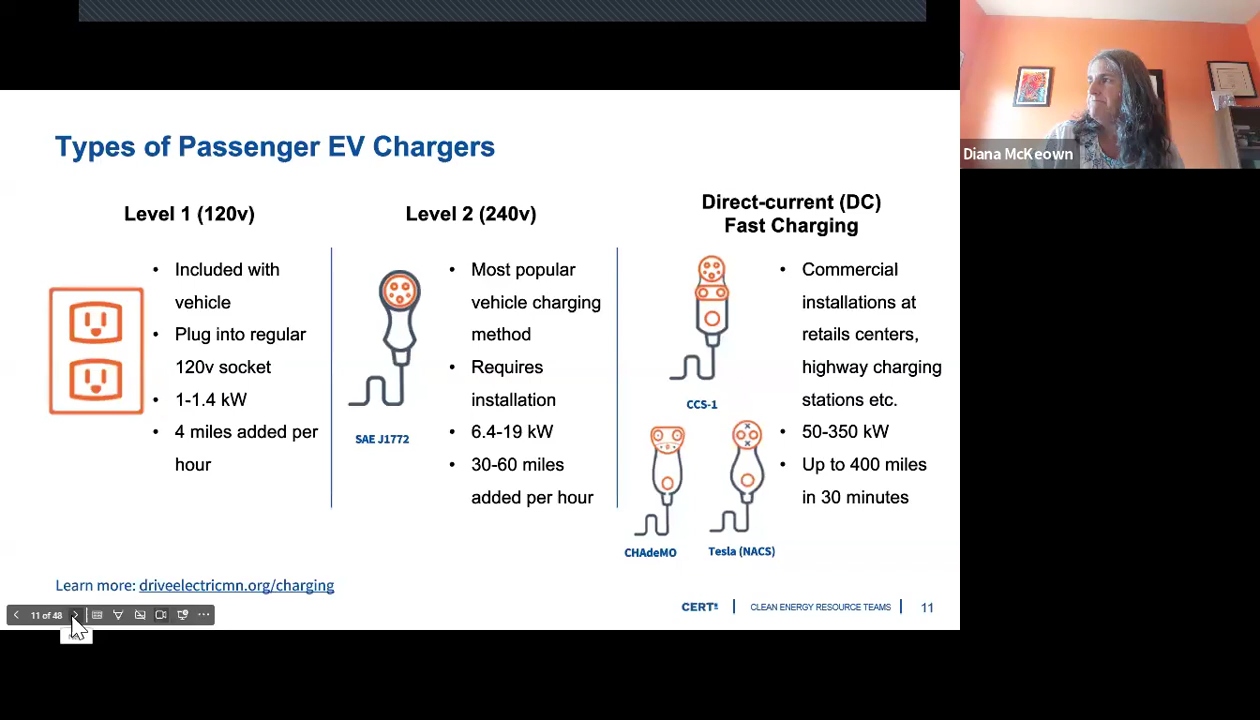 Types of Passenger EV Chargers
Level 1 (120v)
• Included with
vehicle
• Plug into regular
120v socket
• 1-1.4 kW
• 4 miles added per
hour
Level 2 (240v)
• Most popular
vehicle charging
method
• Requires
installation
• 6.4-19 kW
• 30-60 miles
added per hour
SAE J1772
Direct-current (DC)
Fast Charging
• Commercial
installations at
retails centers,
highway charging
stations etc.
• 50-350 kW
• Up to 400 miles
in 30 minutes
CCS-1
CHAdeMO
Tesla (NACS)
Learn more: driveelectricmn.org/charging
11 of 48
CERTs | CLEAN ENERGY RESOURCE TEAMS | 11
Diana McKeown